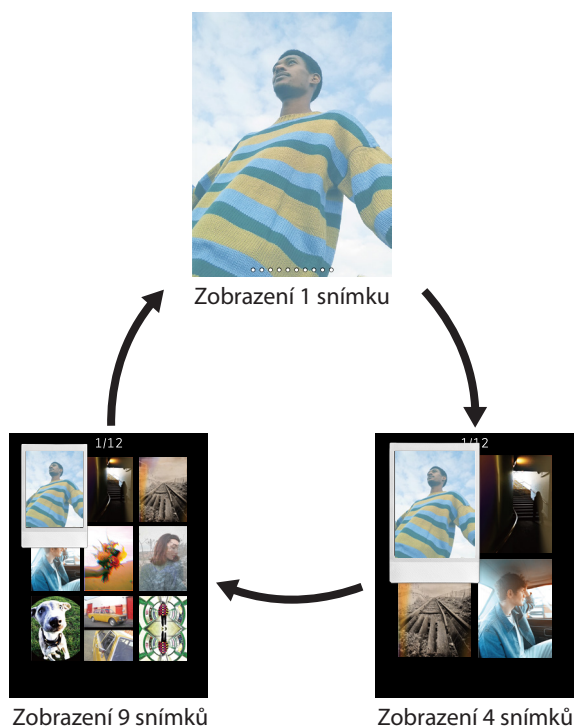 Zobrazení 1 snímku
1/12
1/12
Zobrazení 9 snímků
Zobrazení 4 snímků